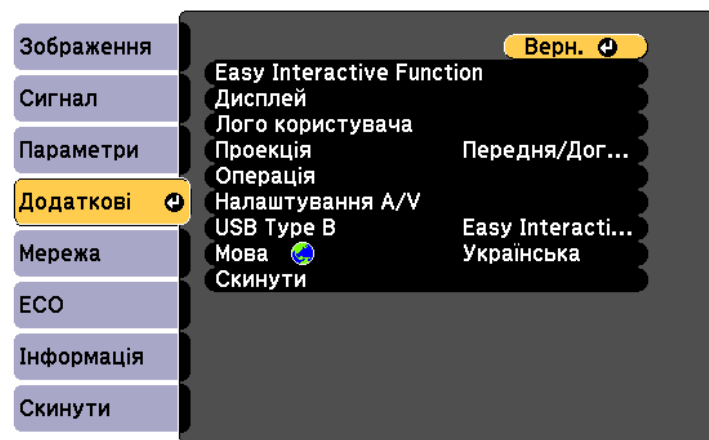 Зображення
Сигнал
Параметри
Додаткові
Мережа
ECO
Інформація
Скинути
Верн.
Easy Interactive Function
Дисплей
Лого користувача
Проекція Передня/Дог...
Операція
Налаштування A/V
USB Type B Easy Interacti...
Мова Українська
Скинути